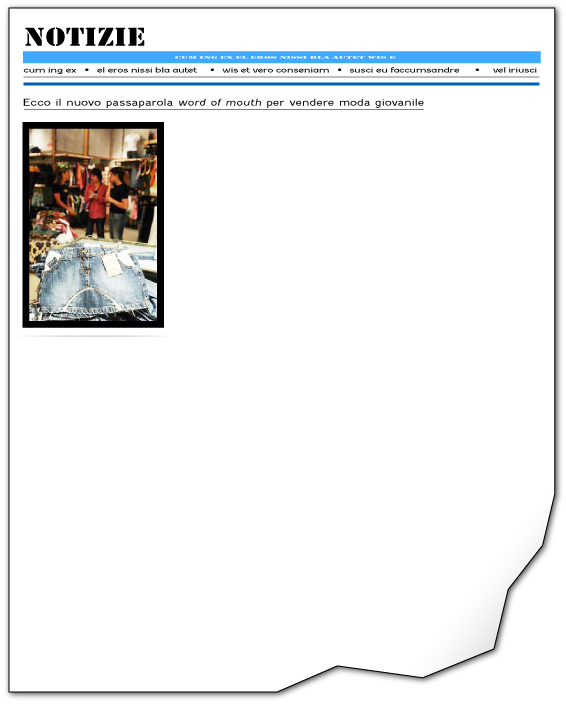 NOTIZIE
CUM ING EX EL EROS NISSI BLA AUTET WIS E
cum ing ex • el eros nissi bla autet • wis et vero conseniam • susci eu faccumsandre • vel iriusci
Ecco il nuovo passaparola word of mouth per vendere moda giovanile